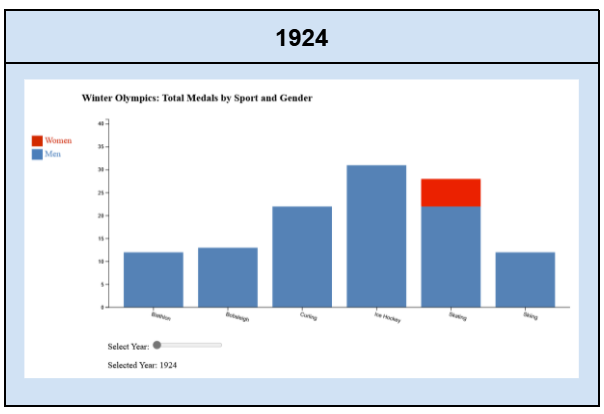 1924
Winter Olympics: Total Medals by Sport and Gender
Women
Men
40
35
30
25
20
15
10
5
0
Biathlon
Bobsleigh
Curling
Ice Hockey
Skating
Skiing
Select Year:
Selected Year: 1924